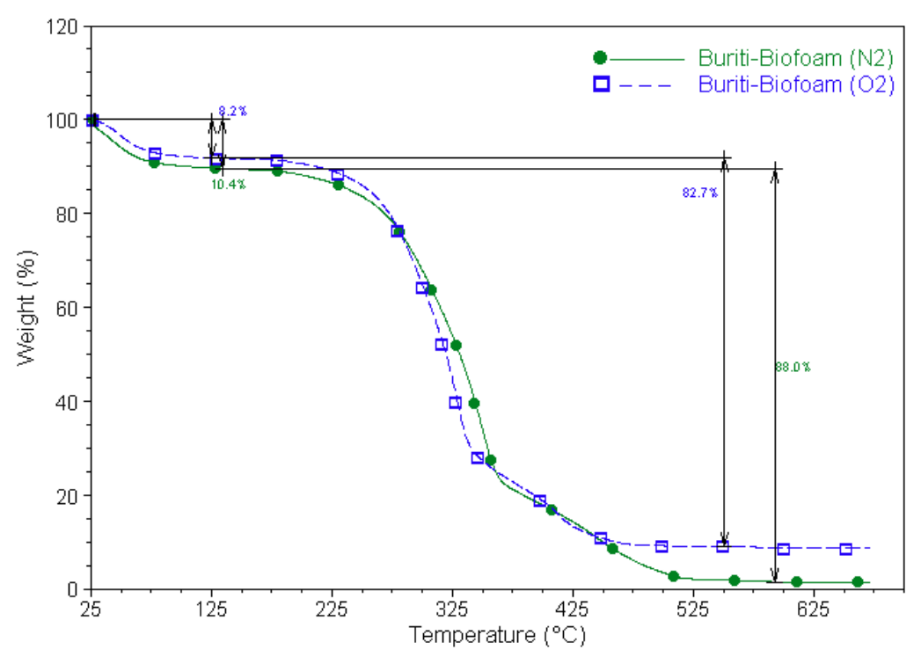 120
Buriti-Biofoam (N2)
Buriti-Biofoam (O2)
8.2%
100
10.4%
82.7%
80
60
88.0%
40
20
0
Weight (%)
25 125 225 325 425 525 625
Temperature (°C)